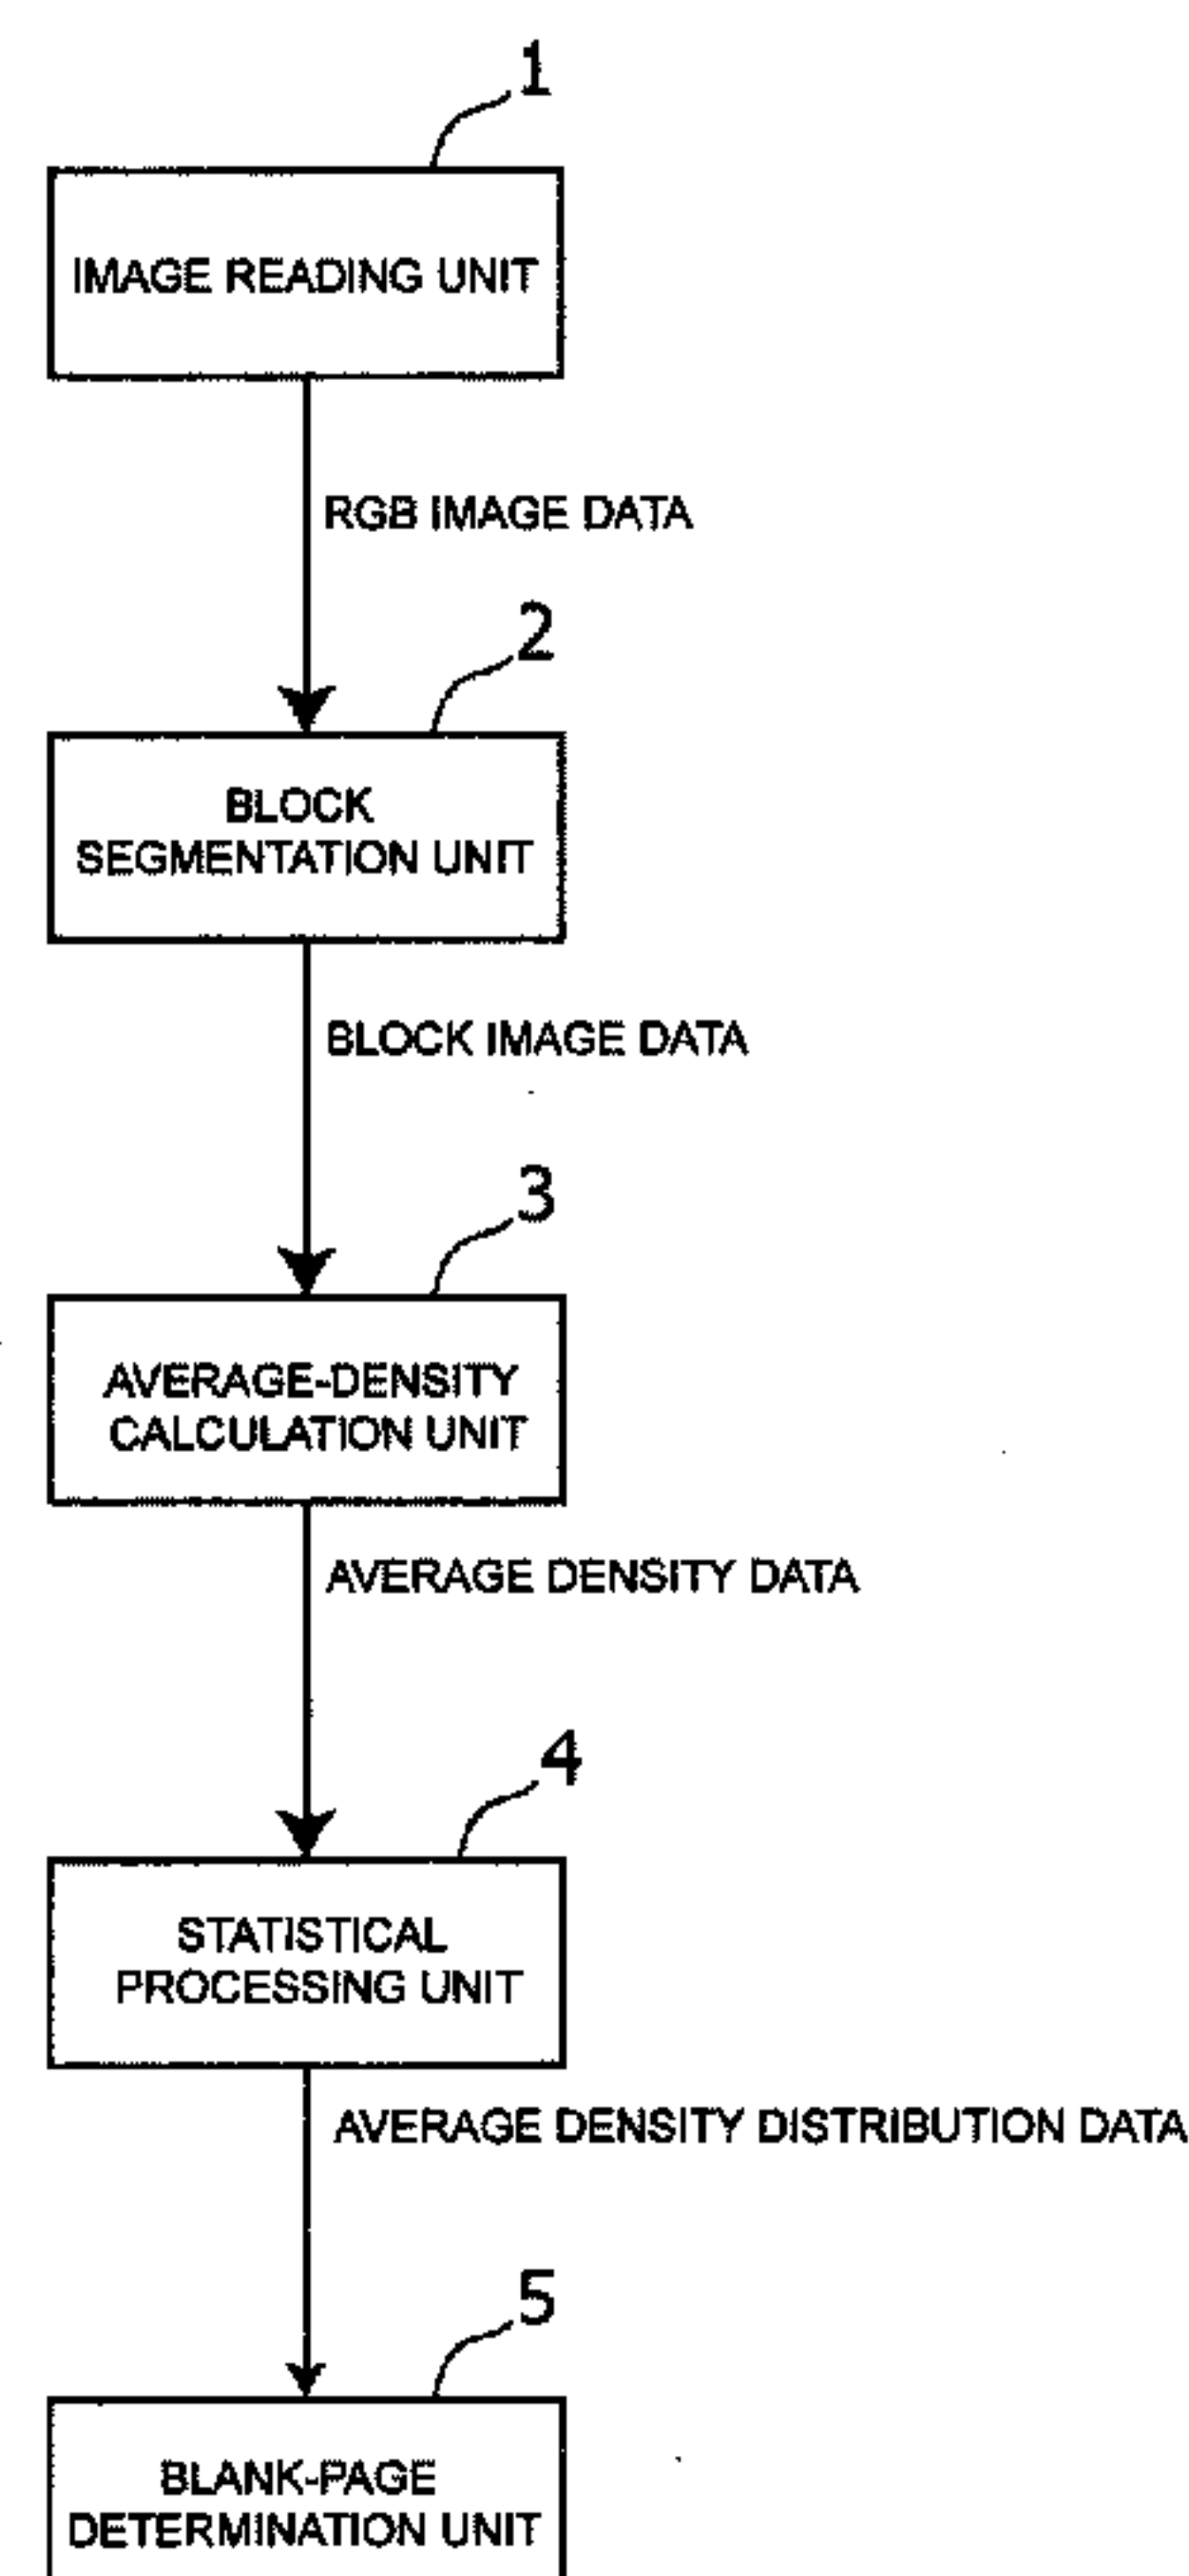 1
IMAGE READING UNIT
RGB IMAGE DATA
2
BLOCK
SEGMENTATION UNIT
BLOCK IMAGE DATA
3
AVERAGE-DENSITY
CALCULATION UNIT
AVERAGE DENSITY DATA
4
STATISTICAL
PROCESSING UNIT
AVERAGE DENSITY DISTRIBUTION DATA
5
BLANK-PAGE
DETERMINATION UNIT